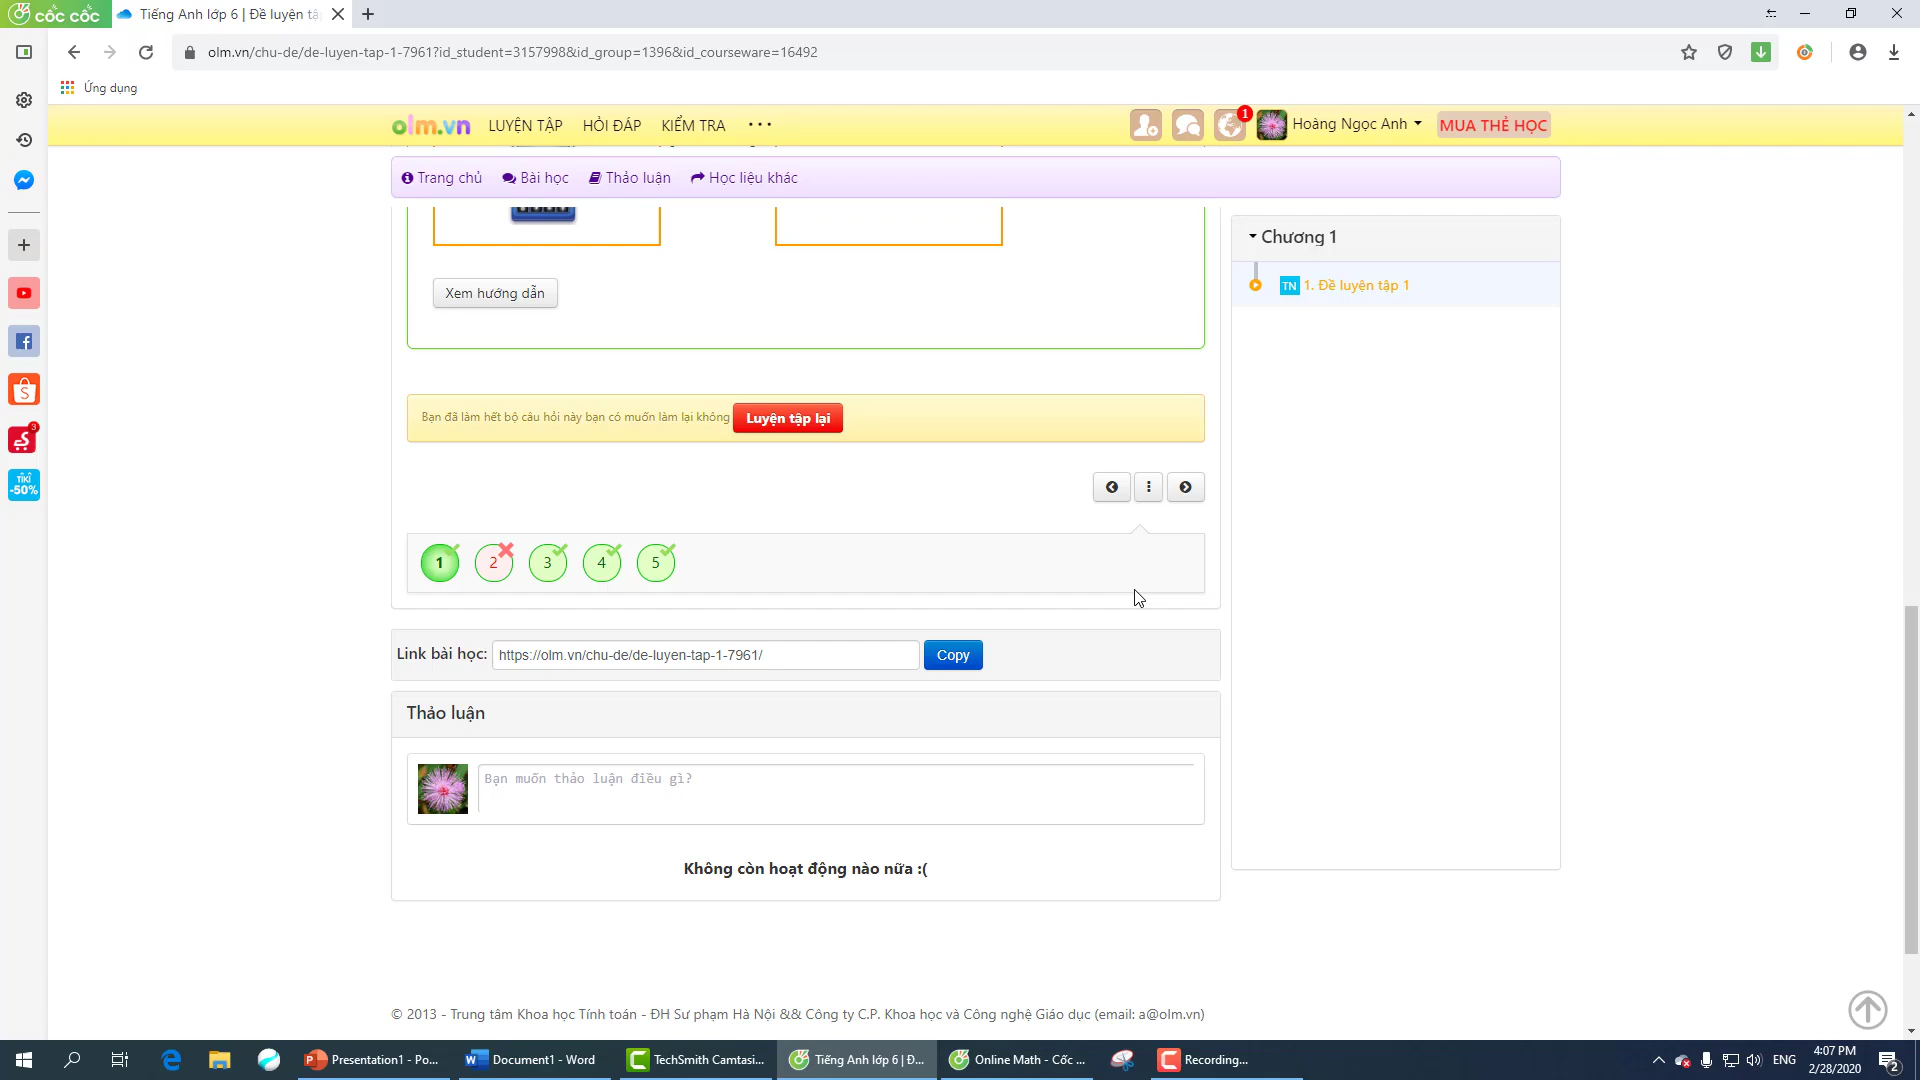 cốc cốc
Tiếng Anh lớp 6 | Đề luyện tậ
olm.vn/chu-de/de-luyen-tap-1-7961?id_student=3157998&id_group=1396&id_courseware=16492
Ứng dụng
olm.vn LUYỆN TẬP HỎI ĐÁP KIỂM TRA ••• 1 Hoàng Ngọc Anh MUA THẺ HỌC
Trang chủ Bài học Thảo luận Học liệu khác
Chương 1
TN 1. Đề luyện tập 1
Xem hướng dẫn
Bạn đã làm hết bộ câu hỏi này bạn có muốn làm lại không Luyện tập lại
3
TIKI
-50%
1 2 3 4 5
Link bài học: https://olm.vn/chu-de/de-luyen-tap-1-7961/ Copy
Thảo luận
Bạn muốn thảo luận điều gì?
Không còn hoạt động nào nữa :(
© 2013 - Trung tâm Khoa học Tính toán - ĐH Sư phạm Hà Nội && Công ty C.P. Khoa học và Công nghệ Giáo dục (email: a@olm.vn)
Presentation1 - Po... Document1 - Word TechSmith Camtasi... Tiếng Anh lớp 6 | Đ... Online Math - Cốc ... Recording... ENG
4:07 PM
2/28/2020
2